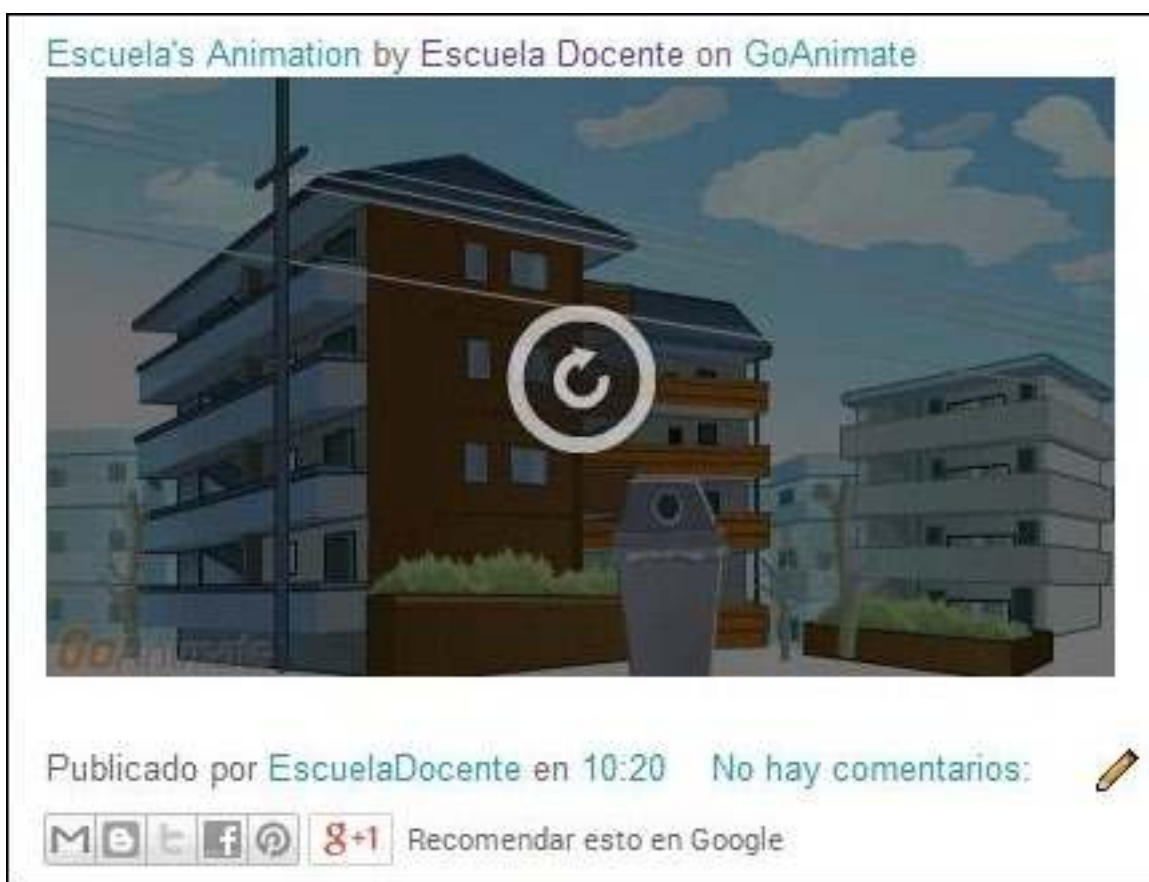 Escuela's Animation by Escuela Docente on GoAnimate
GoAnimate
Publicado por EscuelaDocente en 10:20 No hay comentarios:
g+1 Recomendar esto en Google